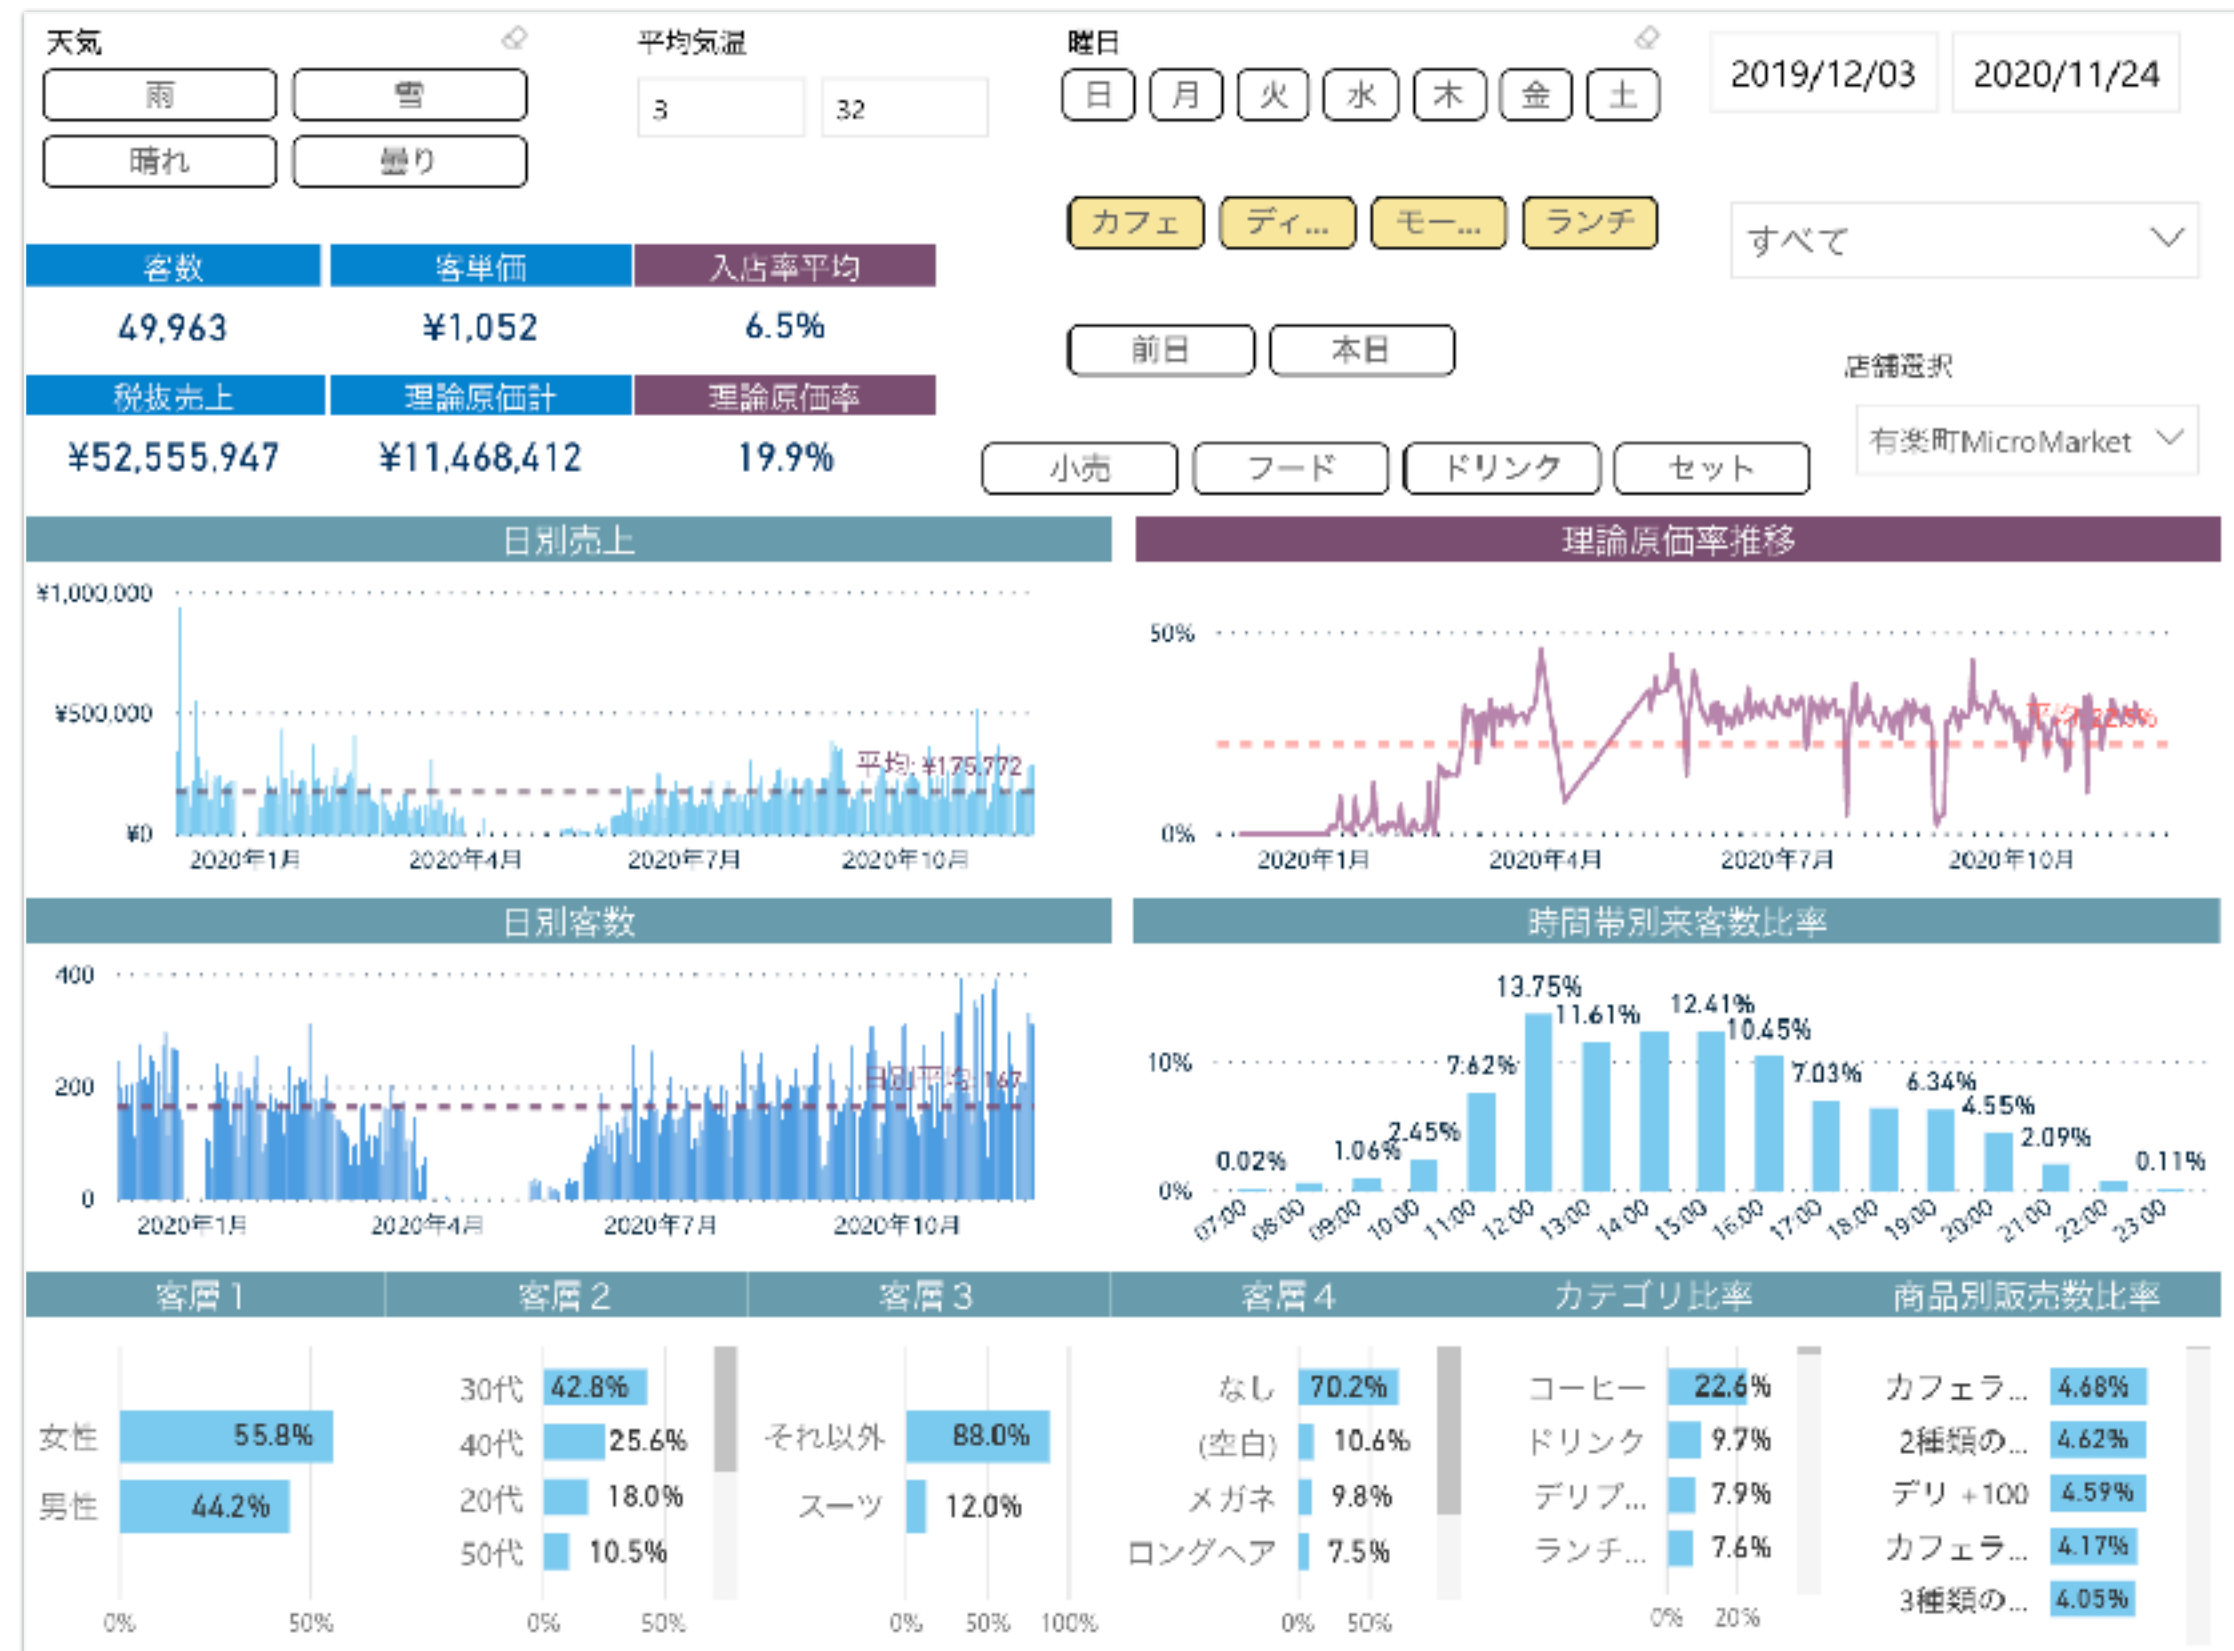 天気
雨 雪
晴れ 曇り
平均気温
3 32
曜日
日 月 火 水 木 金 土
2019/12/03 2020/11/24
カフェ ディ... モー... ランチ
すべて
前日 本日
店舗選択
有楽町MicroMarket
小売 フード ドリンク セット
客数 客単価 入店率平均
49,963 ¥1,052 6.5%
税抜売上 理論原価計 理論原価率
¥52,555,947 ¥11,468,412 19.9%
日別売上
¥1,000,000
¥500,000
平均: ¥175,772
¥0
2020年1月 2020年4月 2020年7月 2020年10月
理論原価率推移
50%
平均: 22.5%
0%
2020年1月 2020年4月 2020年7月 2020年10月
日別客数
400
200
日別平均: 167
0
2020年1月 2020年4月 2020年7月 2020年10月
時間帯別来客数比率
10%
0%
0.02% 1.06% 2.45% 7.62% 13.75% 11.61% 12.41% 10.45% 7.03% 6.34% 4.55% 2.09% 0.11%
07:00 08:00 09:00 10:00 11:00 12:00 13:00 14:00 15:00 16:00 17:00 18:00 19:00 20:00 21:00 22:00 23:00
客層1
女性 55.8%
男性 44.2%
0% 50%
客層2
30代 42.8%
40代 25.6%
20代 18.0%
50代 10.5%
0% 50%
客層3
それ以外 88.0%
スーツ 12.0%
0% 50% 100%
客層4
なし 70.2%
(空白) 10.6%
メガネ 9.8%
ロングヘア 7.5%
0% 50%
カテゴリ比率
コーヒー 22.6%
ドリンク 9.7%
デリプ... 7.9%
ランチ... 7.6%
0% 20%
商品別販売数比率
カフェラ... 4.68%
2種類の... 4.62%
デリ +100 4.59%
カフェラ... 4.17%
3種類の... 4.05%